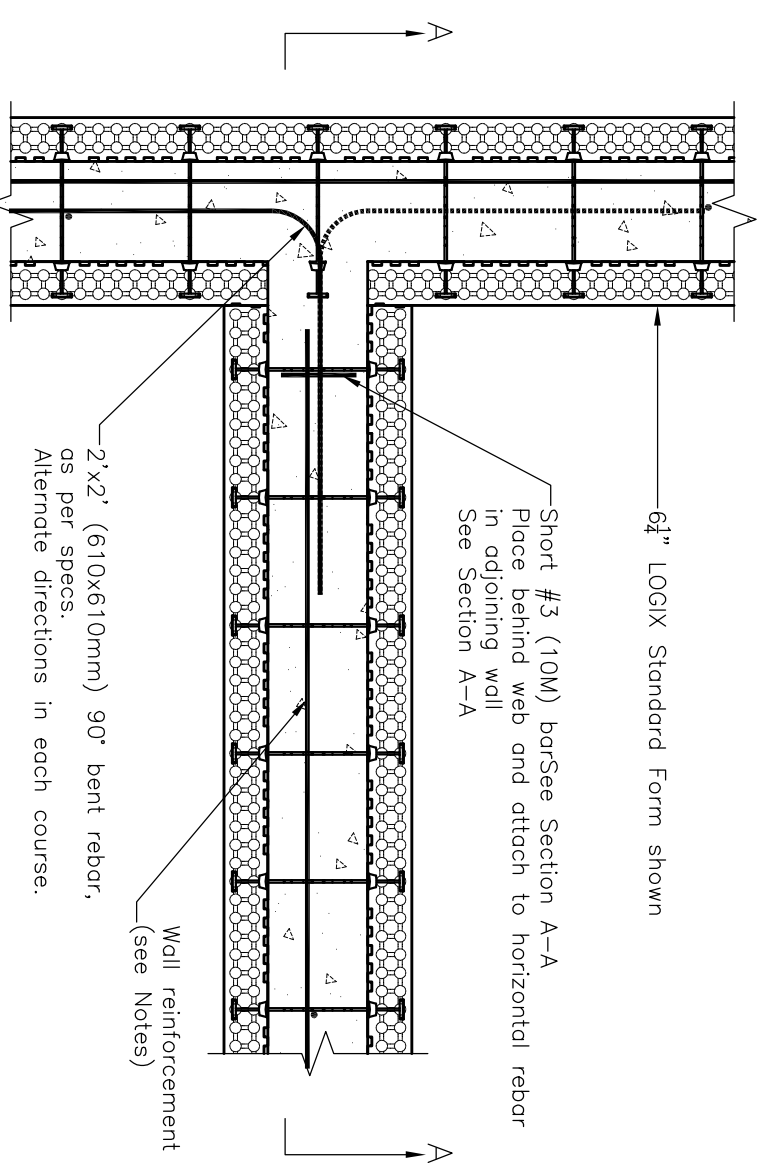 A
A
6¼" LOGIX Standard Form shown
Short #3 (10M) barSee Section A-A
Place behind web and attach to horizontal rebar
in adjoining wall
See Section A-A
Wall reinforcement
(see Notes)
2'x2' (610x610mm) 90° bent rebar,
as per specs.
Alternate directions in each course.